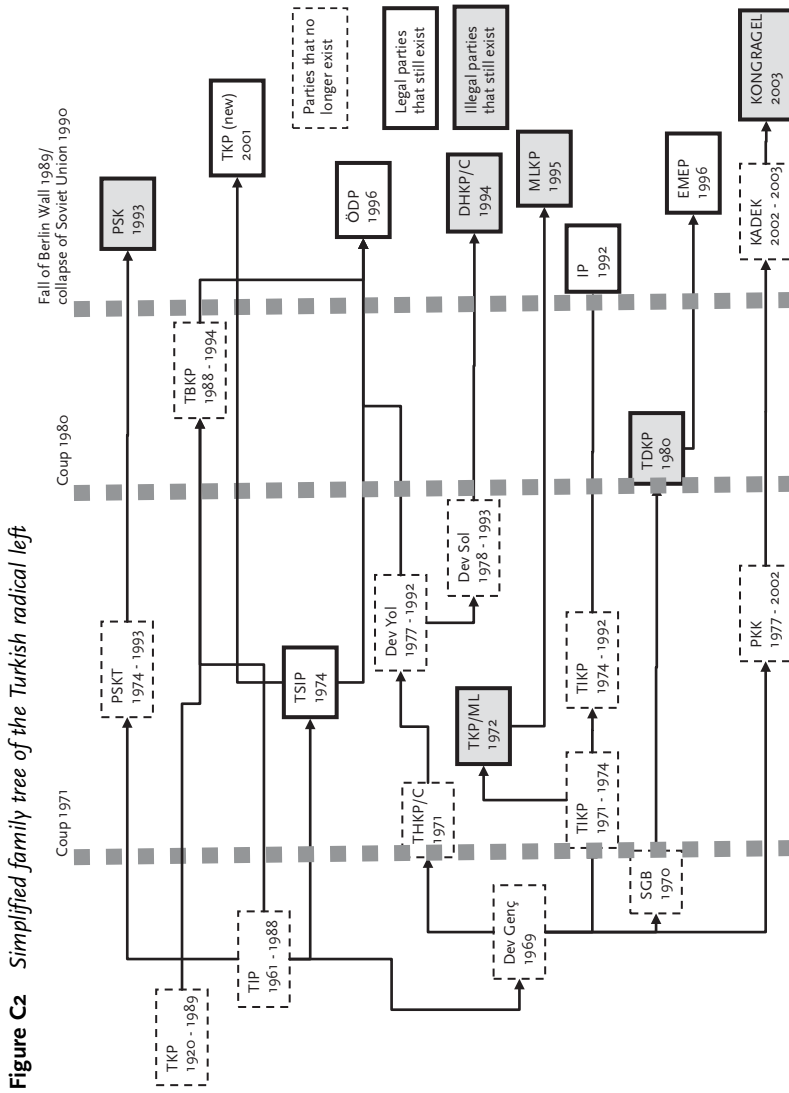 Figure C2 Simplified family tree of the Turkish radical left
Coup 1971
Coup 1980
Fall of Berlin Wall 1989/
collapse of Soviet Union 1990
TKP
1920 - 1989
TIP
1961 - 1988
PSKT
1974 - 1993
PSK
1993
TBKP
1988 - 1994
TKP (new)
2001
TSIP
1974
ÖDP
1996
Dev Genç
1969
THKP/C
1971
Dev Yol
1977 - 1992
Dev Sol
1978 - 1993
DHKP/C
1994
TKP/ML
1972
MLKP
1995
TIKP
1971 - 1974
TIKP
1974 - 1992
IP
1992
SGB
1970
TDKP
1980
EMEP
1996
PKK
1977 - 2002
KADEK
2002 - 2003
KONGRAGEL
2003
Parties that no
longer exist
Legal parties
that still exist
Illegal parties
that still exist